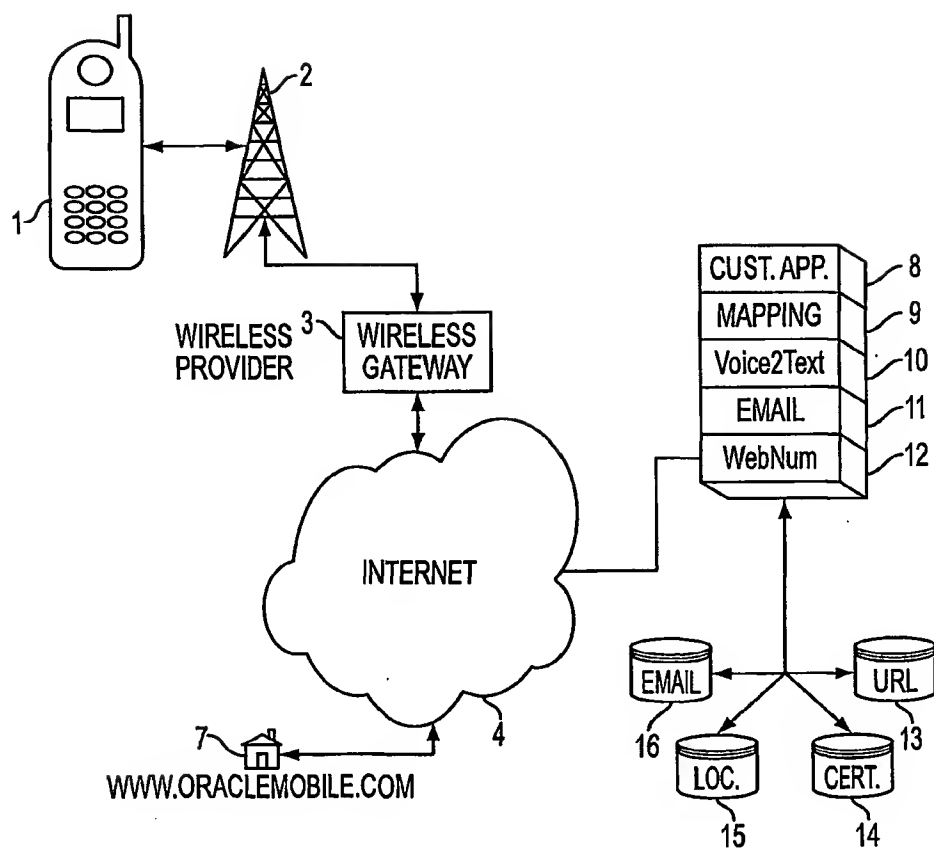 2
1
3
WIRELESS
PROVIDER
WIRELESS
GATEWAY
CUST. APP.
8
MAPPING
9
Voice2Text
10
EMAIL
11
WebNum
12
INTERNET
4
7
WWW.ORACLEMOBILE.COM
EMAIL
16
URL
13
LOC.
15
CERT.
14